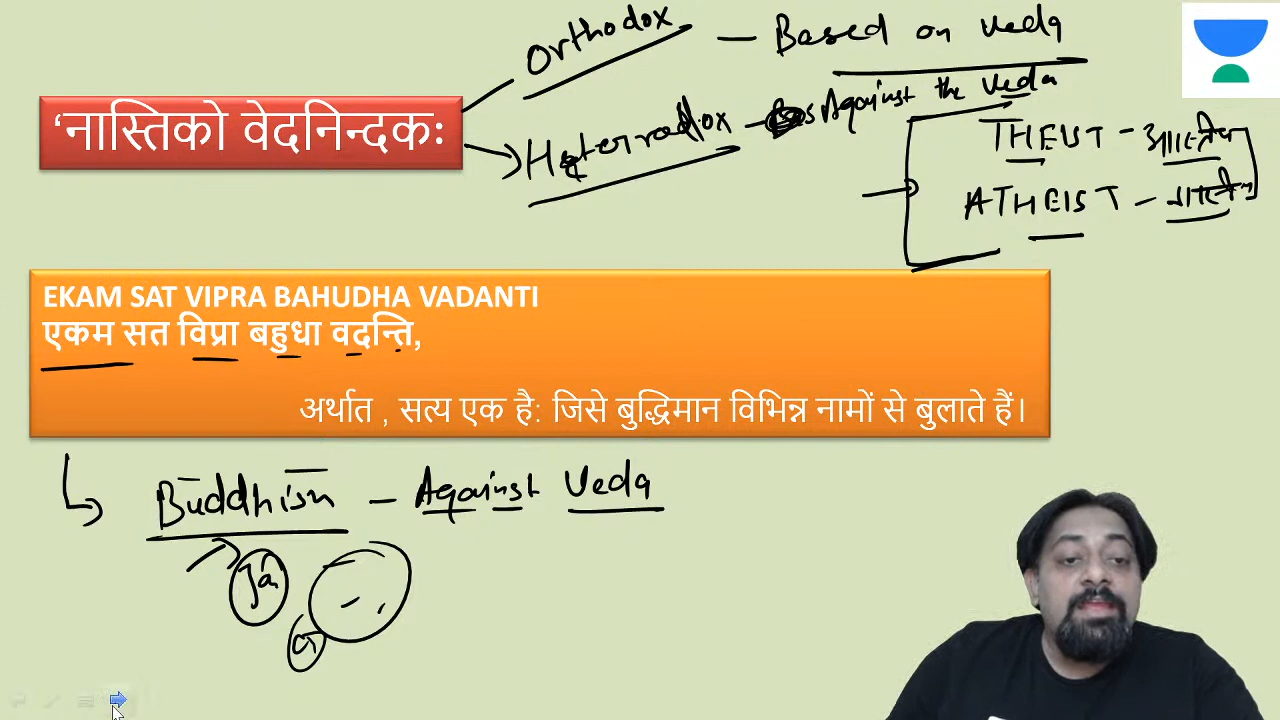 Orthodox — Based on Veda
'नास्तिको वेदनिन्दकः
Heterradox — Against the Veda
THEIST - आस्तिक
ATHEIST - नास्तिक
EKAM SAT VIPRA BAHUDHA VADANTI
एकम सत विप्रा बहुधा वदन्ति,
अर्थात , सत्य एक है: जिसे बुद्धिमान विभिन्न नामों से बुलाते हैं।
Buddhism - Against Veda
Ja